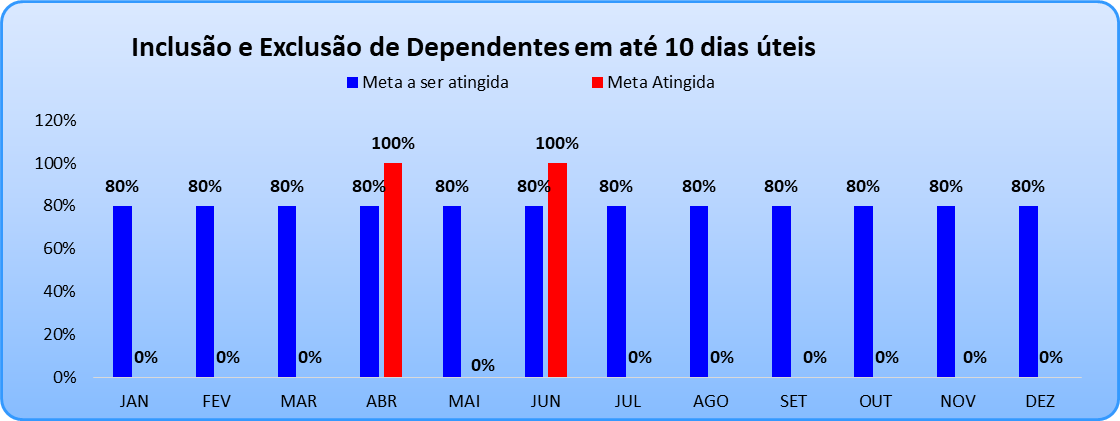 Inclusão e Exclusão de Dependentes em até 10 dias úteis
Meta a ser atingida Meta Atingida
120%
100%
80%
60%
40%
20%
0%
80% 80% 80% 80% 100% 80% 80% 100% 80% 80% 80% 80% 80% 80%
0% 0% 0% 0% 0% 0% 0% 0% 0% 0%
JAN FEV MAR ABR MAI JUN JUL AGO SET OUT NOV DEZ